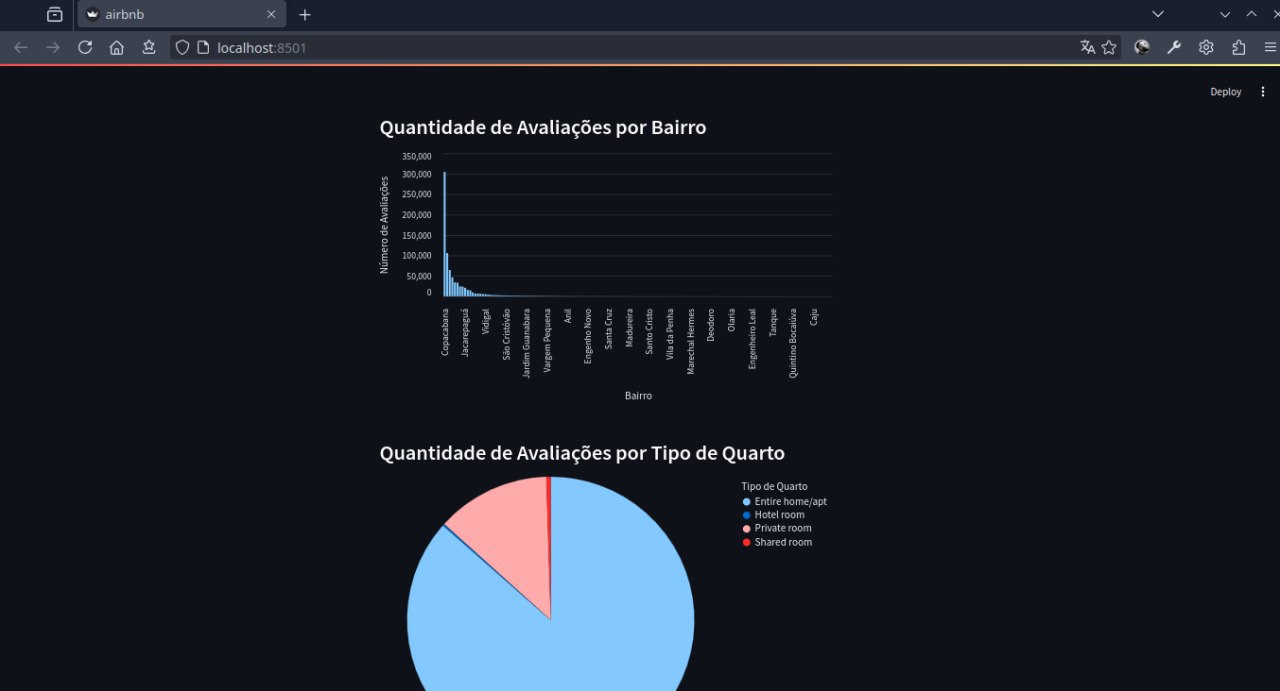 airbnb
localhost:8501
Deploy
Quantidade de Avaliações por Bairro
Número de Avaliações
350,000
300,000
250,000
200,000
150,000
100,000
50,000
0
Copacabana
Jacarepaguá
Vidigal
São Cristóvão
Jardim Guanabara
Vargem Pequena
Anil
Engenho Novo
Santa Cruz
Madureira
Santo Cristo
Vila da Penha
Marechal Hermes
Deodoro
Olaria
Engenheiro Leal
Tanque
Quintino Bocaiúva
Caju
Bairro
Quantidade de Avaliações por Tipo de Quarto
Tipo de Quarto
Entire home/apt
Hotel room
Private room
Shared room